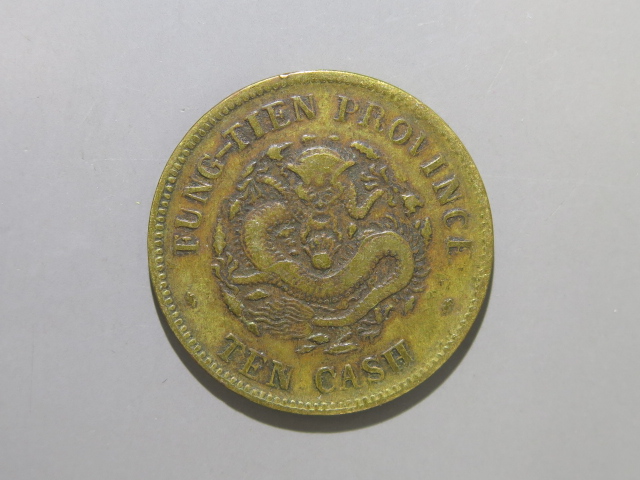 FUNG-TIEN PROVINCE
TEN CASH